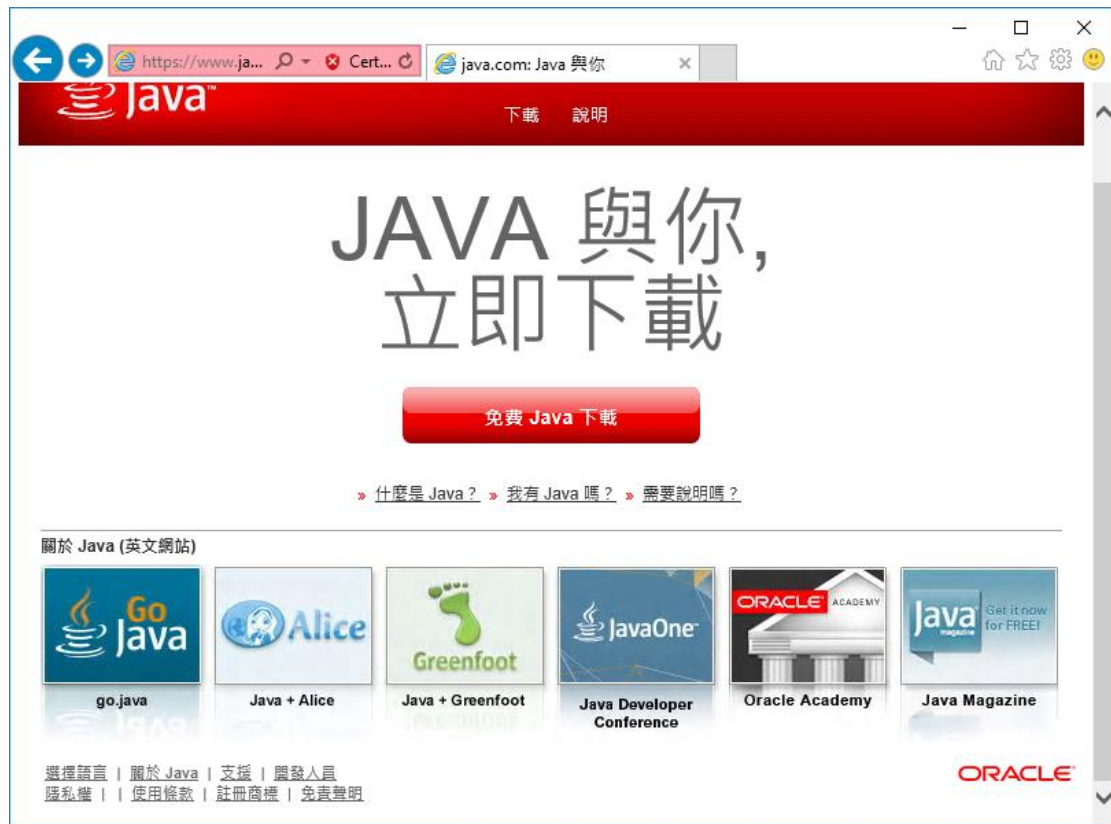 https://www.ja... Cert... java.com: Java 與你
Java™
下載 說明
JAVA 與你,
立即下載
免費 Java 下載
» 什麼是 Java？ » 我有 Java 嗎？ » 需要說明嗎？
關於 Java (英文網站)
Go
Java
Alice
Greenfoot
JavaOne
ORACLE ACADEMY
Java
magazine
Get it now
for FREE!
go.java
Java + Alice
Java + Greenfoot
Java Developer
Conference
Oracle Academy
Java Magazine
選擇語言 | 關於 Java | 支援 | 開發人員
隱私權 | | 使用條款 | 註冊商標 | 免責聲明
ORACLE